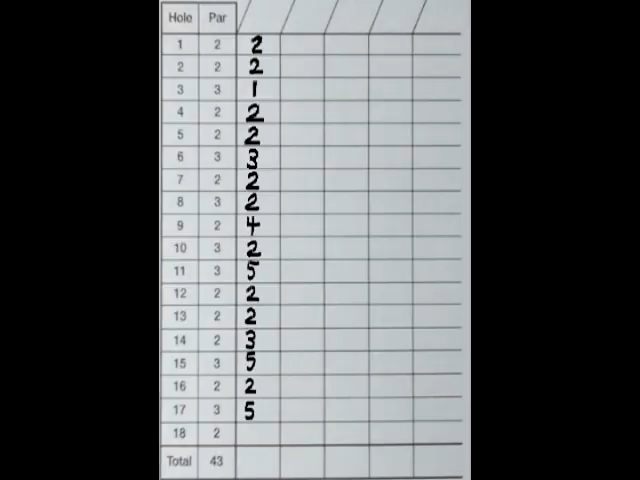 Hole Par
1 2 2
2 2 2
3 3 1
4 2 2
5 2 2
6 3 3
7 2 2
8 3 2
9 2 4
10 3 2
11 3 5
12 2 2
13 2 2
14 2 3
15 3 5
16 2 2
17 3 5
18 2
Total 43